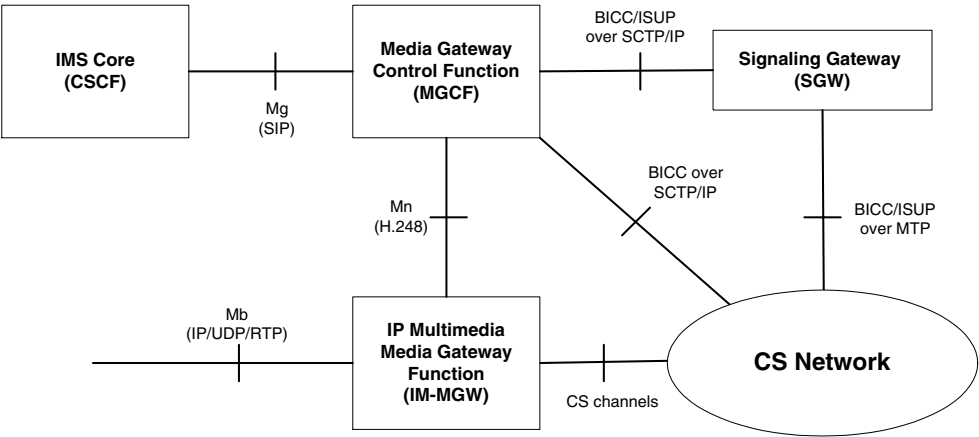 IMS Core
(CSCF)
Mg
(SIP)
Media Gateway
Control Function
(MGCF)
BICC/ISUP
over SCTP/IP
Signaling Gateway
(SGW)
Mn
(H.248)
BICC over
SCTP/IP
BICC/ISUP
over MTP
Mb
(IP/UDP/RTP)
IP Multimedia
Media Gateway
Function
(IM-MGW)
CS channels
CS Network